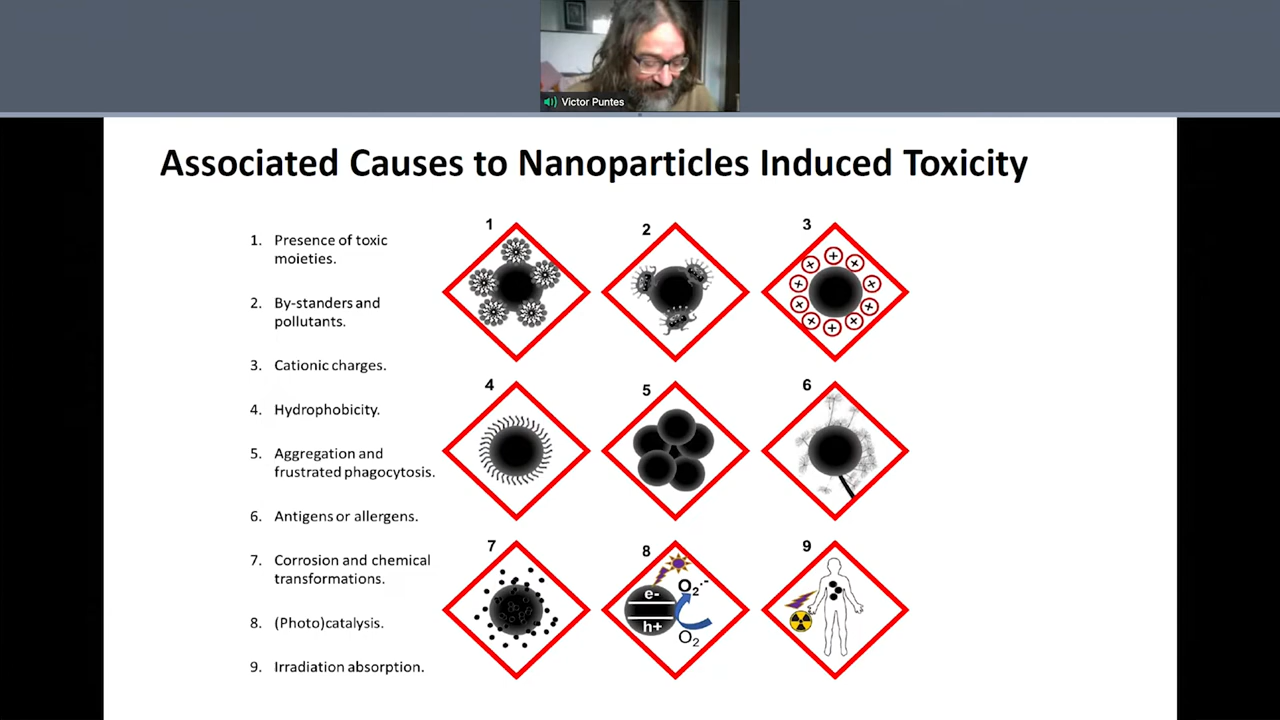 Victor Puntes
Associated Causes to Nanoparticles Induced Toxicity
1. Presence of toxic
moieties.
2. By-standers and
pollutants.
3. Cationic charges.
4. Hydrophobicity.
5. Aggregation and
frustrated phagocytosis.
6. Antigens or allergens.
7. Corrosion and chemical
transformations.
8. (Photo)catalysis.
9. Irradiation absorption.
1
2
3
+ + + + + + + + + + +
4
5
6
7
8
e-
h+
O₂·-
O₂
9